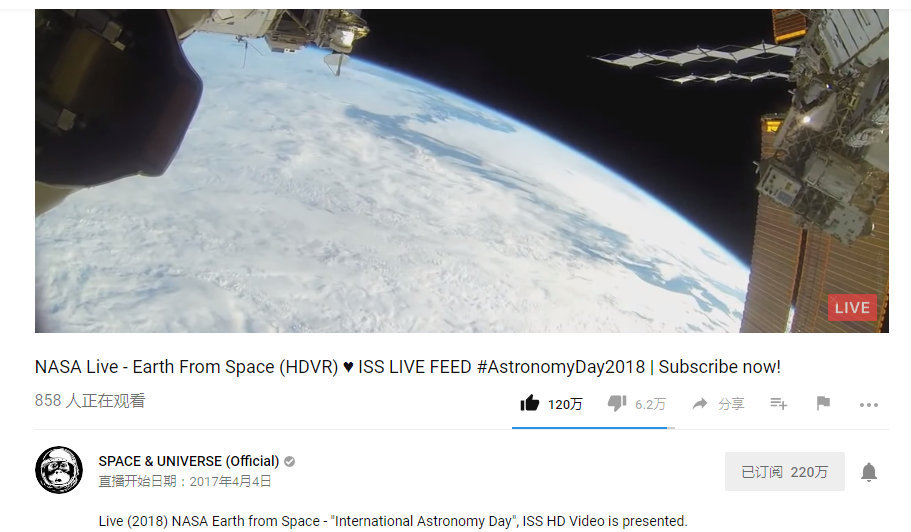 LIVE
NASA Live - Earth From Space (HDVR) ♥ ISS LIVE FEED #AstronomyDay2018 | Subscribe now!
858 人正在观看
120万 6.2万 分享
SPACE & UNIVERSE (Official)
直播开始日期：2017年4月4日
已订阅 220万
Live (2018) NASA Earth from Space - "International Astronomy Day", ISS HD Video is presented.